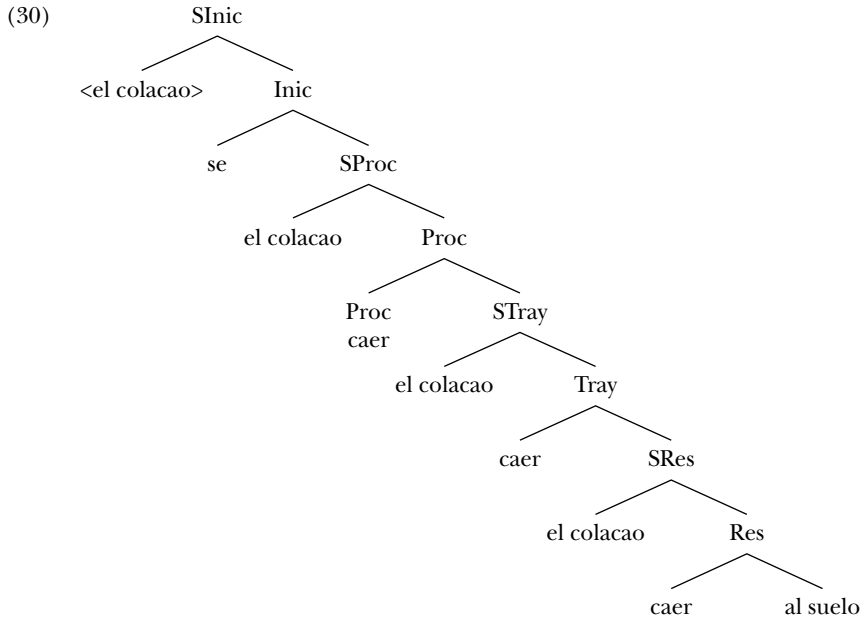 (30) SInic
<el colacao> Inic
se SProc
el colacao Proc
Proc STray
caer
el colacao Tray
caer SRes
el colacao Res
caer al suelo